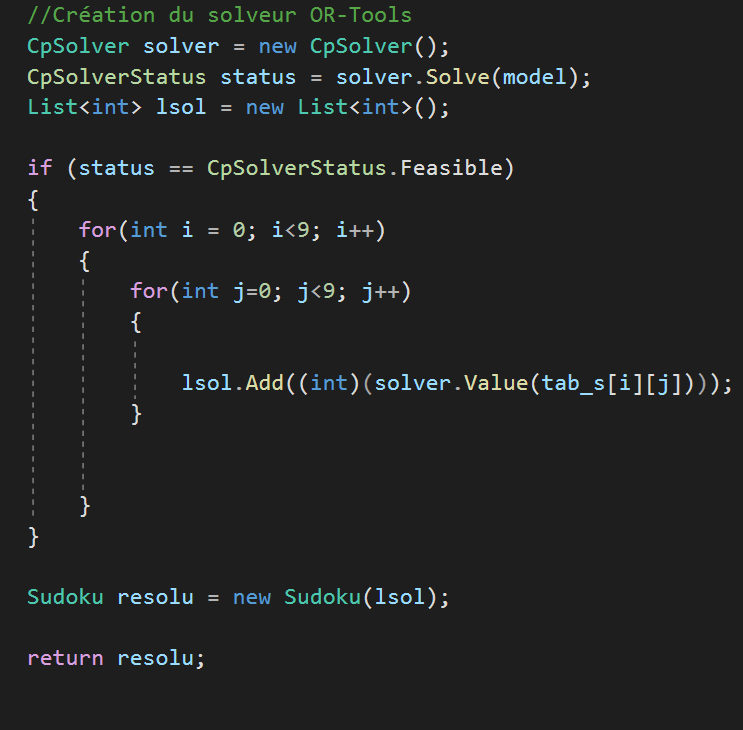 //Création du solveur OR-Tools
CpSolver solver = new CpSolver();
CpSolverStatus status = solver.Solve(model);
List<int> lsol = new List<int>();
if (status == CpSolverStatus.Feasible)
{
for(int i = 0; i<9; i++)
{
for(int j=0; j<9; j++)
{
lsol.Add((int)(solver.Value(tab_s[i][j])));
}
}
}
Sudoku resolu = new Sudoku(lsol);
return resolu;